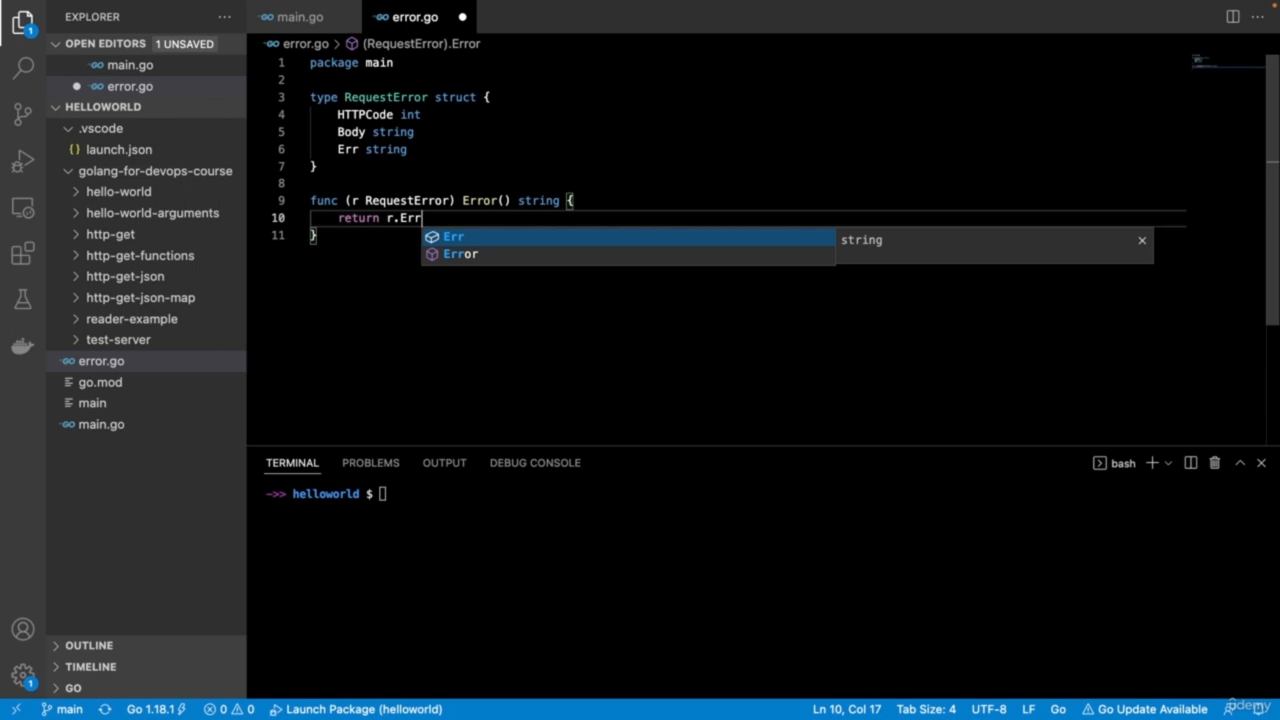 EXPLORER
main.go
error.go
OPEN EDITORS 1 UNSAVED
main.go
error.go
HELLOWORLD
.vscode
{} launch.json
golang-for-devops-course
hello-world
hello-world-arguments
http-get
http-get-functions
http-get-json
http-get-json-map
reader-example
test-server
error.go
go.mod
main
main.go
OUTLINE
TIMELINE
GO
error.go > (RequestError).Error
1 package main
2
3 type RequestError struct {
4 HTTPCode int
5 Body string
6 Err string
7 }
8
9 func (r RequestError) Error() string {
10 return r.Err
11 }
Err
Error
string
TERMINAL PROBLEMS OUTPUT DEBUG CONSOLE
bash
->> helloworld $
1
1
main Go 1.18.1 0 0 Launch Package (helloworld) Ln 10, Col 17 Tab Size: 4 UTF-8 LF Go Go Update Available
udemy